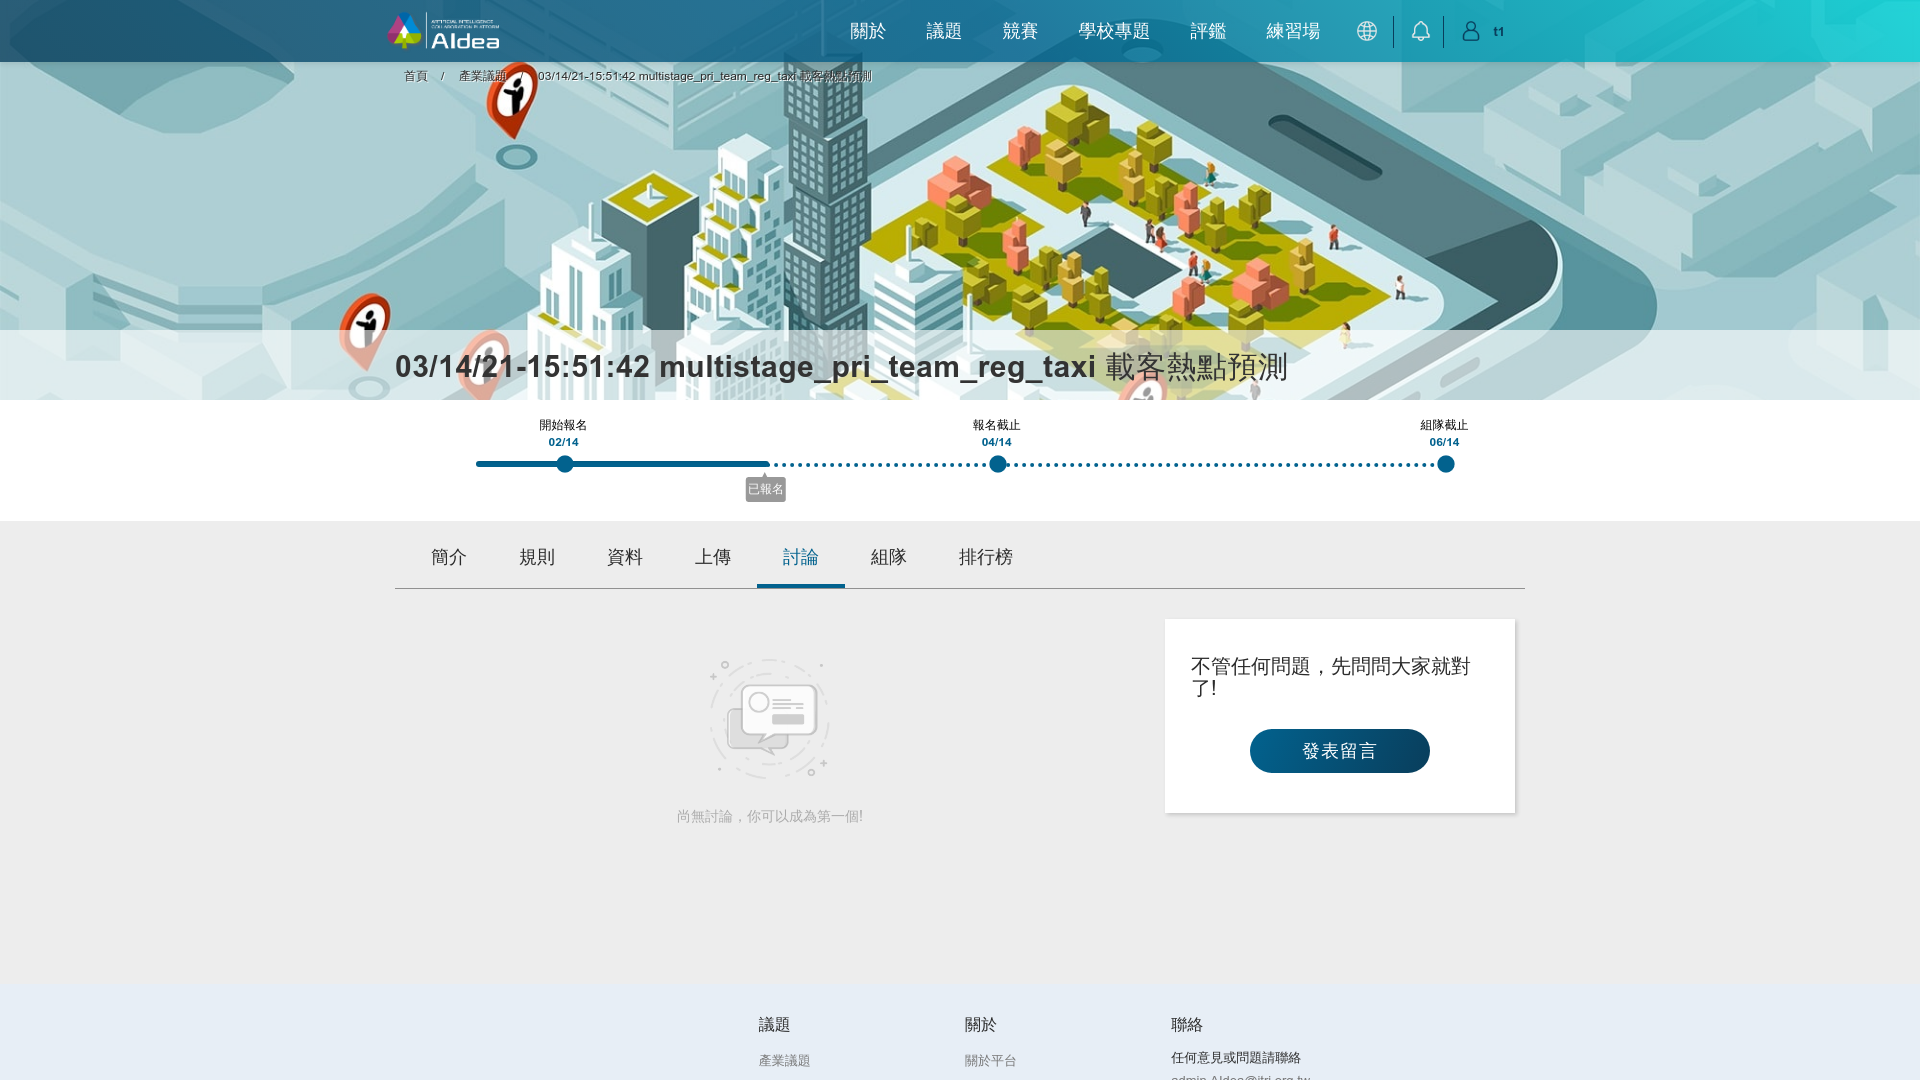 ARTIFICIAL INTELLIGENCE
COLLABORATION PLATFORM
AIdea
關於 議題 競賽 學校專題 評鑑 練習場 t1
首頁 / 產業議題 / 03/14/21-15:51:42 multistage_pri_team_reg_taxi 載客熱點預測
03/14/21-15:51:42 multistage_pri_team_reg_taxi 載客熱點預測
開始報名 報名截止 組隊截止
02/14 04/14 06/14
已報名
簡介 規則 資料 上傳 討論 組隊 排行榜
不管任何問題，先問問大家就對
了!
發表留言
尚無討論，你可以成為第一個!
議題 關於 聯絡
產業議題 關於平台 任何意見或問題請聯絡
admin.AIdea@itri.org.tw